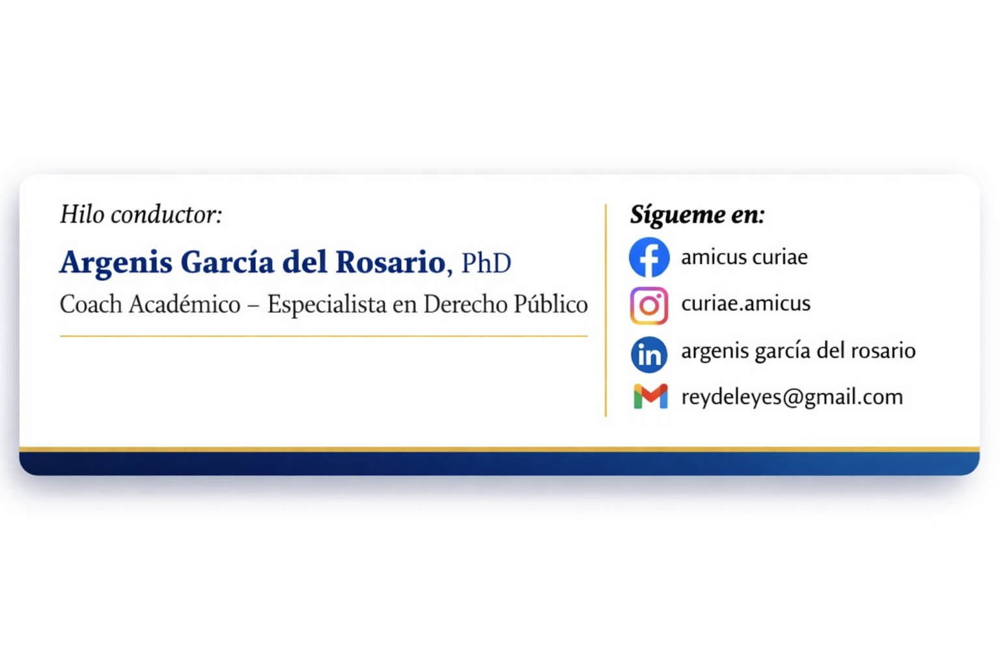 Hilo conductor:
Argenis García del Rosario, PhD
Coach Académico – Especialista en Derecho Público
Sígueme en:
amicus curiae
curiae.amicus
in
argenis garcía del rosario
reydeleyes@gmail.com